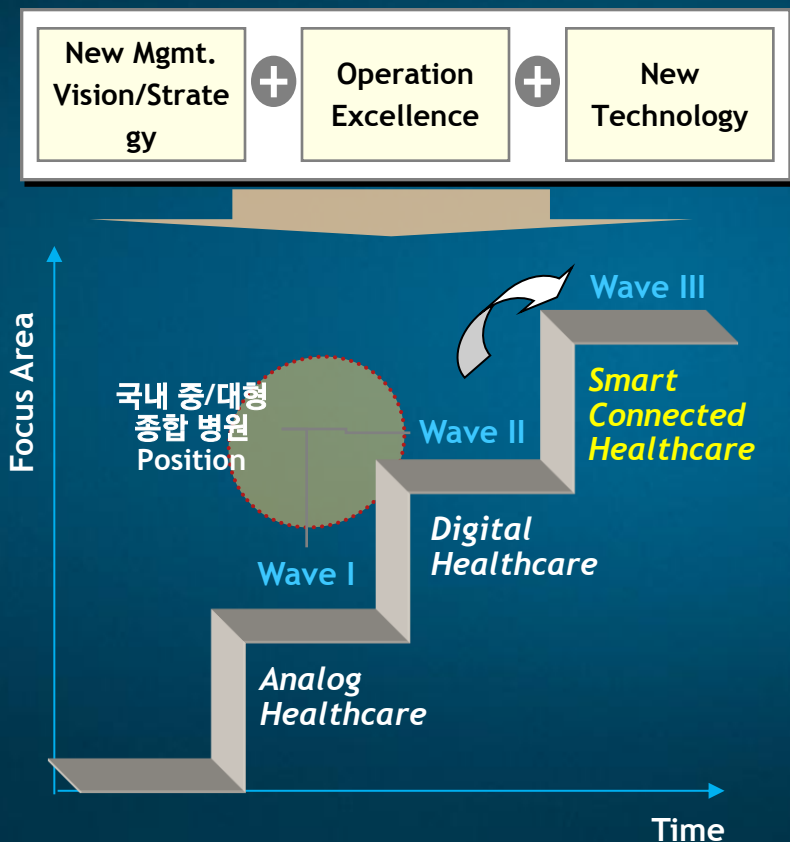 New Mgmt.
Vision/Strate
gy
Operation
Excellence
New
Technology
Focus Area
Wave III
Smart
Connected
Healthcare
국내 중/대형
종합 병원
Position
Wave II
Digital
Healthcare
Wave I
Analog
Healthcare
Time